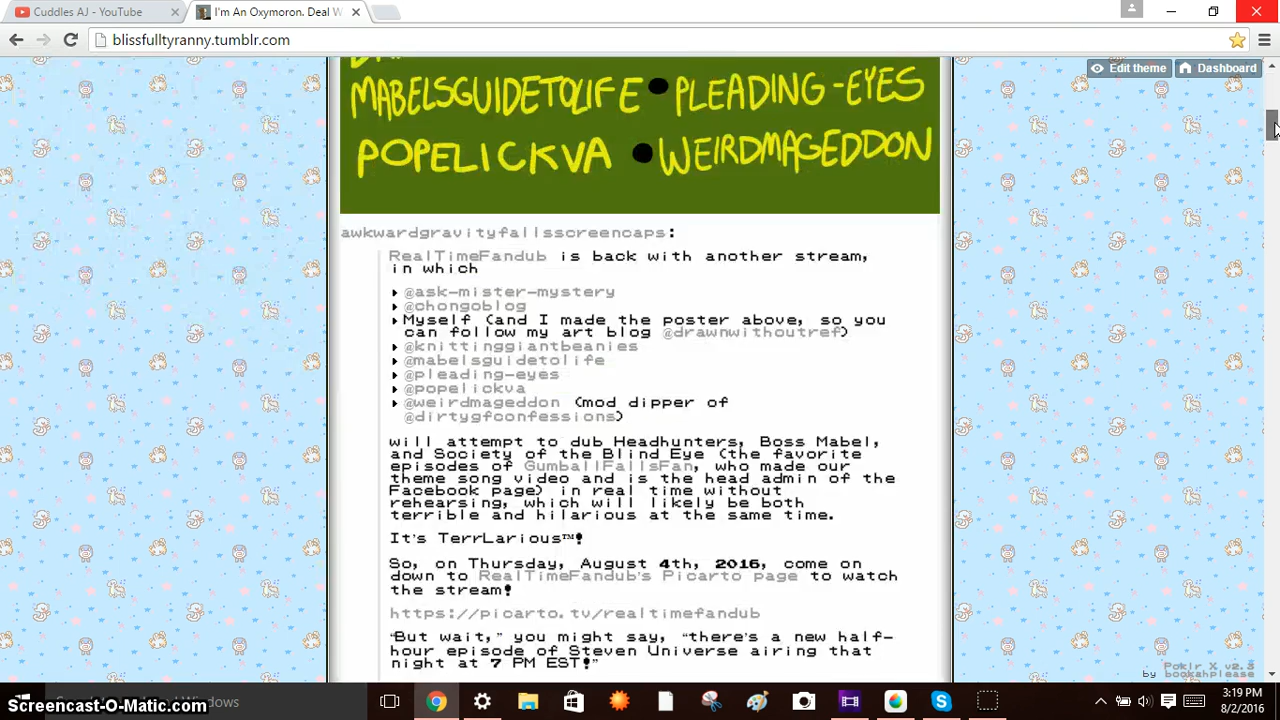 Cuddles AJ - YouTube
I'm An Oxymoron. Deal W
blissfulltyranny.tumblr.com
Edit theme
Dashboard
MABELSGUIDETOLIFE • PLEADING-EYES
POPELICKVA • WEIRDMAGEDDON
awkwardgravityfallsscreencaps:
RealTimeFandub is back with another stream,
in which
@ask-mister-mystery
@chongoblog
Myself (and I made the poster above, so you
can follow my art blog @drawnwithoutref)
@knittinggiantbeanies
@mabelsguidetolife
@pleading-eyes
@popelickva
@weirdmageddon (mod dipper of
@dirtygfconfessions)
will attempt to dub Headhunters, Boss Mabel,
and Society of the Blind Eye (the favorite
episodes of GumballFallsFan, who made our
theme song video and is the head admin of the
Facebook page) in real time without
rehearsing, which will likely be both
terrible and hilarious at the same time.
It's TerrLarious™!
So, on Thursday, August 4th, 2016, come on
down to RealTimeFandub's Picarto page to watch
the stream!
https://picarto.tv/realtimefandub
“But wait,” you might say, “there's a new half-
hour episode of Steven Universe airing that
night at 7 PM EST!”
Poklr X v2.3
by bookahplease
Screencast-O-Matic.com
Windows
3:19 PM
8/2/2016